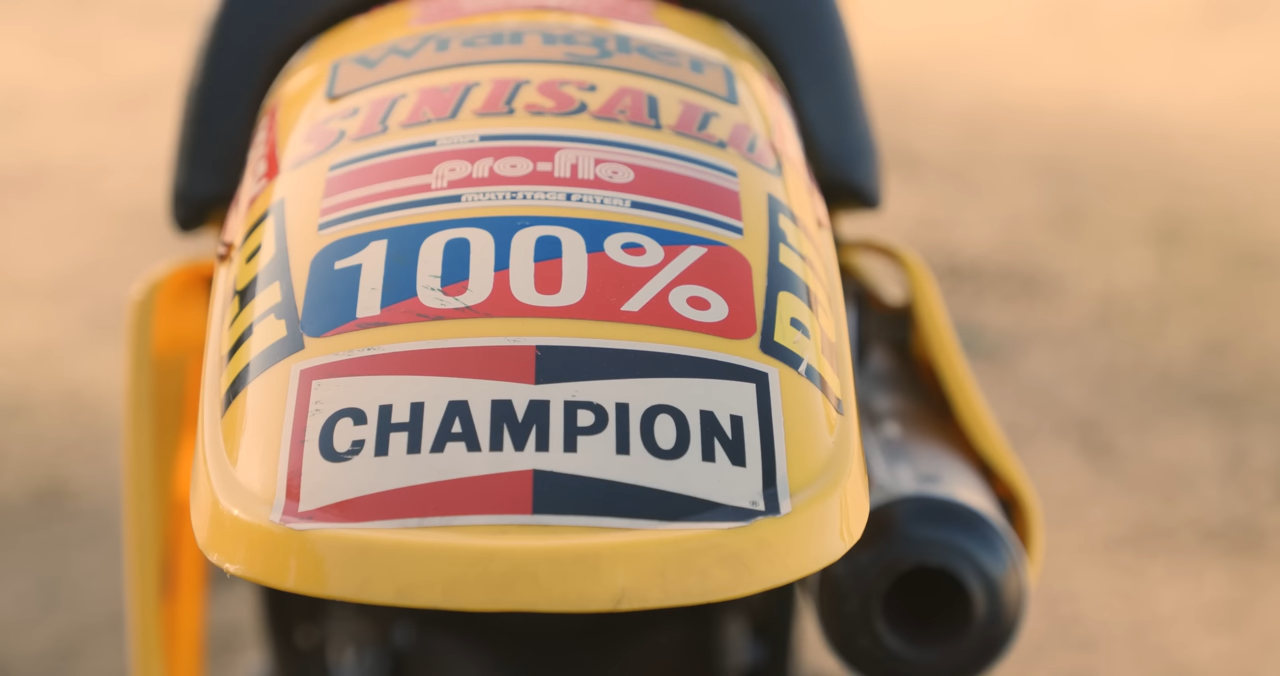 Wrangler
SINISALO
pro-flo
MULTI-STAGE FILTERS
100%
CHAMPION
®